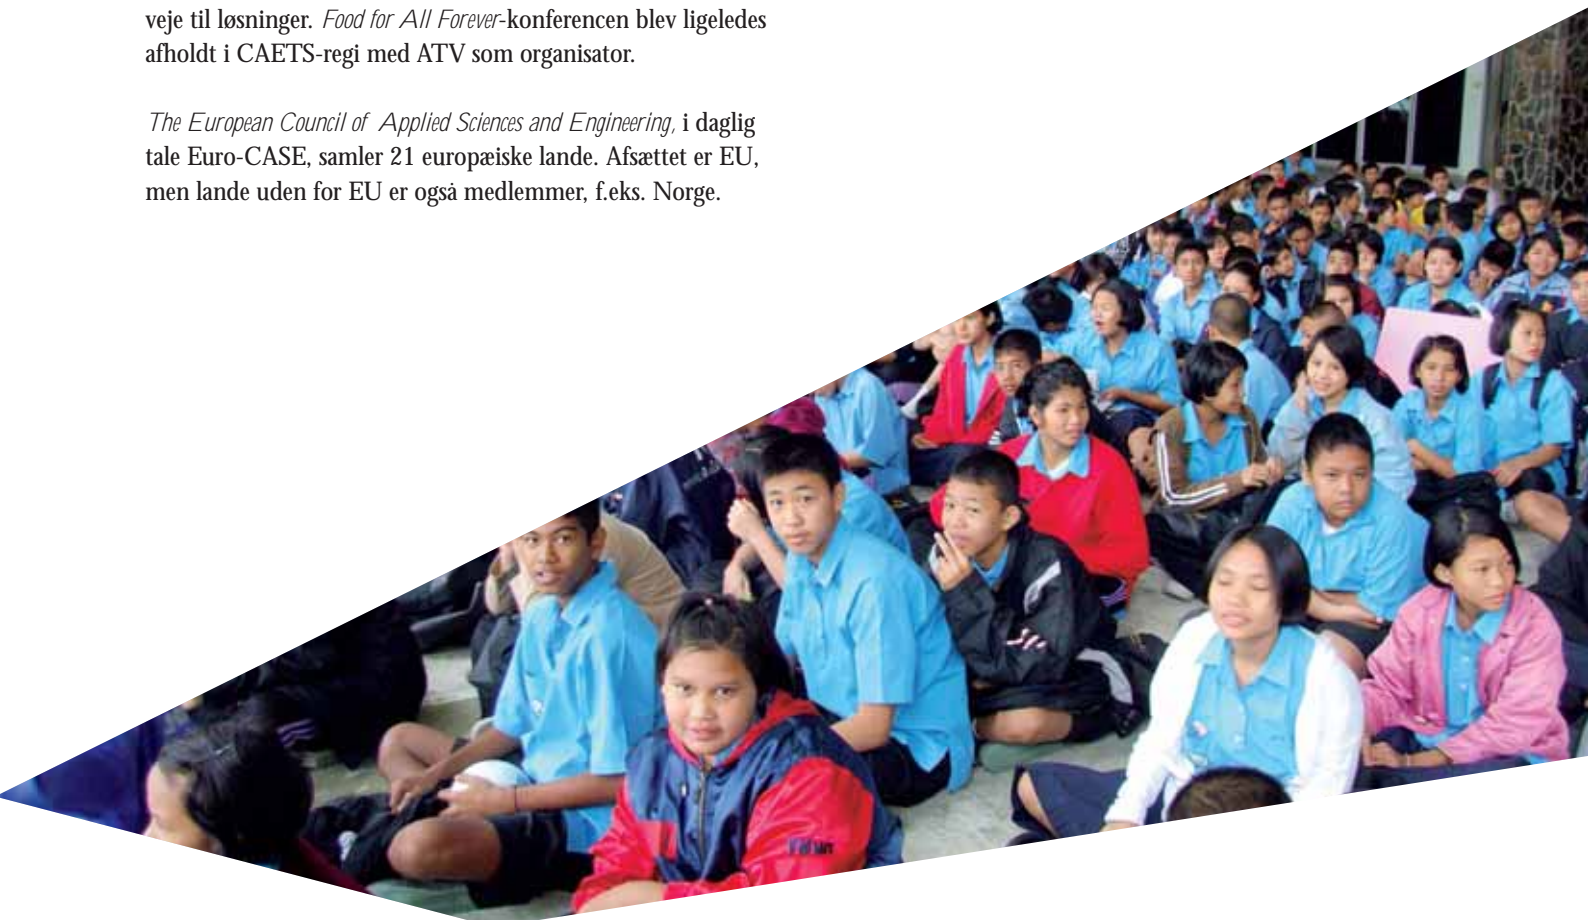 veje til løsninger. Food for All Forever-konferencen blev ligeledes
afholdt i CAETS-regi med ATV som organisator.
The European Council of Applied Sciences and Engineering, i daglig
tale Euro-CASE, samler 21 europæiske lande. Afsættet er EU,
men lande uden for EU er også medlemmer, f.eks. Norge.